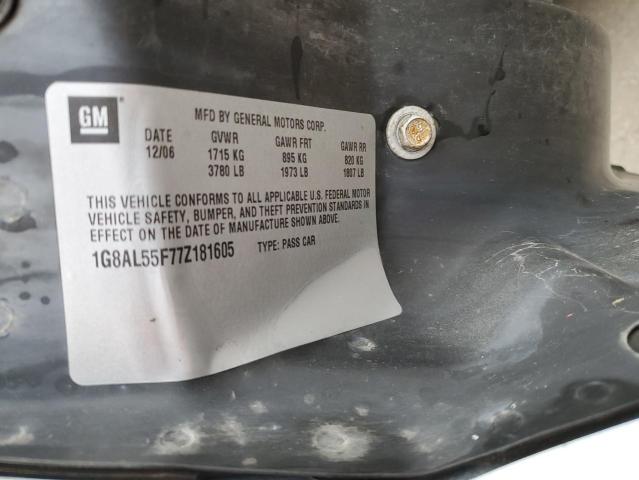 GM
MFD BY GENERAL MOTORS CORP.
DATE GVWR GAWR FRT GAWR RR
12/06 1715 KG 895 KG 820 KG
3780 LB 1973 LB 1807 LB
THIS VEHICLE CONFORMS TO ALL APPLICABLE U.S. FEDERAL MOTOR
VEHICLE SAFETY, BUMPER, AND THEFT PREVENTION STANDARDS IN
EFFECT ON THE DATE OF MANUFACTURE SHOWN ABOVE.
1G8AL55F77Z181605 TYPE: PASS CAR